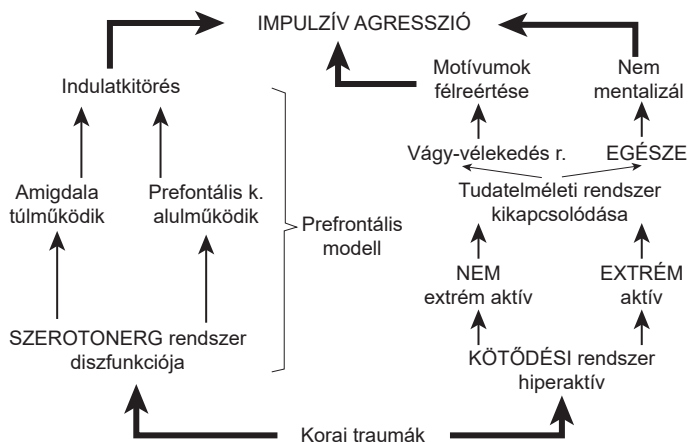 IMPULZÍV AGRESSZIÓ
Indulatkitörés
Motívumok
félreértése
Nem
mentalizál
Vágy-vélekedés r.
EGÉSZE
Amigdala
túlműködik
Prefontális k.
alulműködik
Prefrontális
modell
Tudatelméleti rendszer
kikapcsolódása
NEM
extrém aktív
EXTRÉM
aktív
SZEROTONERG rendszer
diszfunkciója
KÖTŐDÉSI rendszer
hiperaktív
Korai traumák